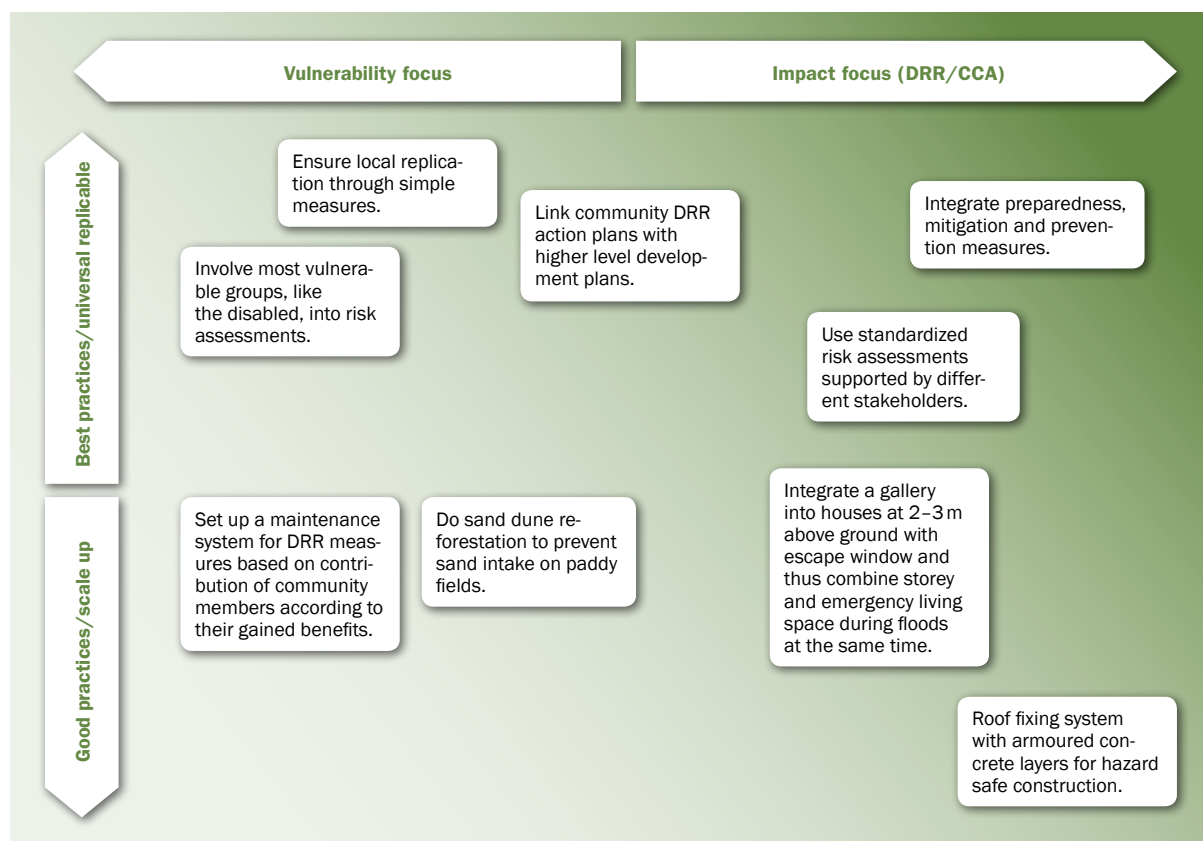 Vulnerability focus
Impact focus (DRR/CCA)
Best practices/universal replicable
Ensure local replica-
tion through simple
measures.
Link community DRR
action plans with
higher level develop-
ment plans.
Integrate preparedness,
mitigation and preven-
tion measures.
Involve most vulnera-
ble groups, like
the disabled, into risk
assessments.
Use standardized
risk assessments
supported by differ-
ent stakeholders.
Good practices/scale up
Set up a maintenance
system for DRR meas-
ures based on contri-
bution of community
members according to
their gained benefits.
Do sand dune re-
forestation to prevent
sand intake on paddy
fields.
Integrate a gallery
into houses at 2–3 m
above ground with
escape window and
thus combine storey
and emergency living
space during floods
at the same time.
Roof fixing system
with armoured con-
crete layers for hazard
safe construction.